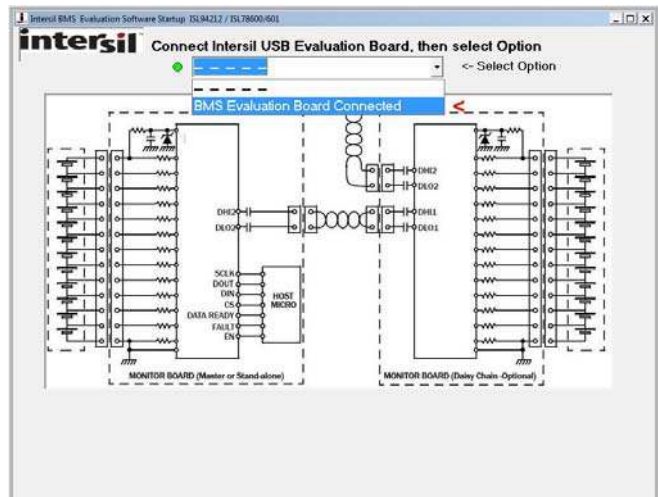 Intersil BMS Evaluation Software Startup ISL94212 / ISL78600/601
intersil
Connect Intersil USB Evaluation Board, then select Option
<- Select Option
BMS Evaluation Board Connected
<
DHI2
DLO2
DHI2
DLO2
DHI1
DLO1
SCLK
DOUT
DIN
CS
DATA READY
FAULT
EN
HOST
MICRO
MONITOR BOARD (Master or Stand-alone)
MONITOR BOARD (Daisy Chain -Optional)